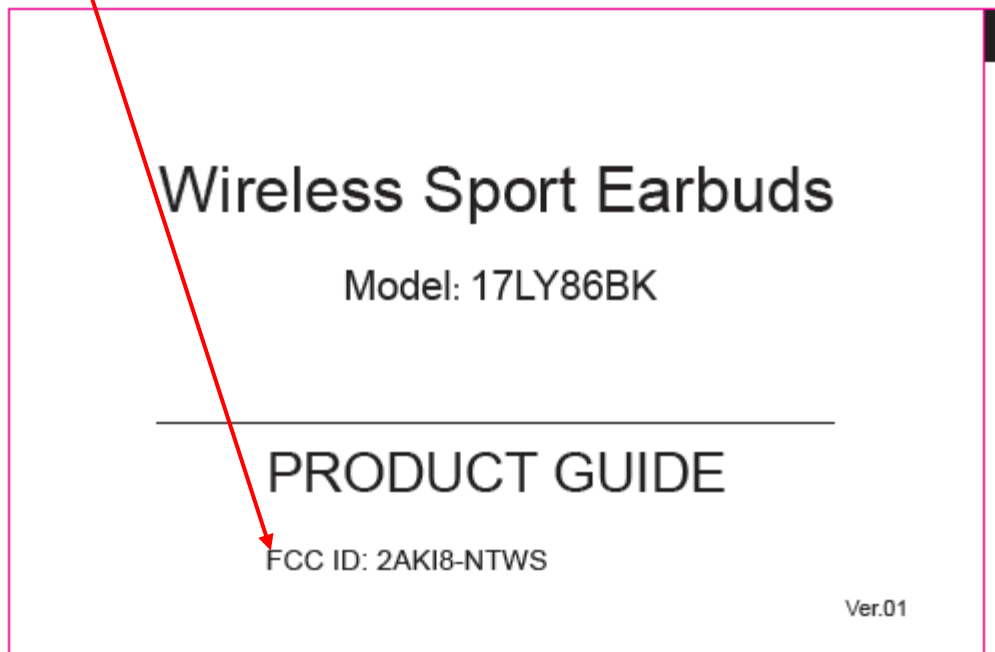 Wireless Sport Earbuds
Model: 17LY86BK
PRODUCT GUIDE
FCC ID: 2AKI8-NTWS
Ver.01